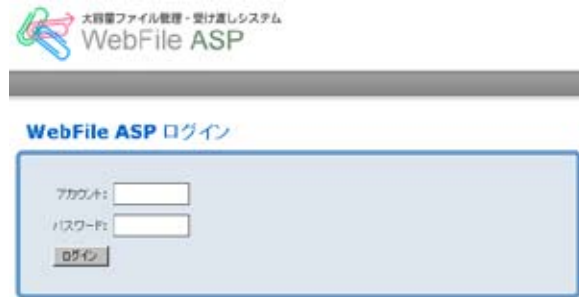 大容量ファイル管理・受け渡しシステム
WebFile ASP
WebFile ASP ログイン
アカウント:
パスワード:
ログイン